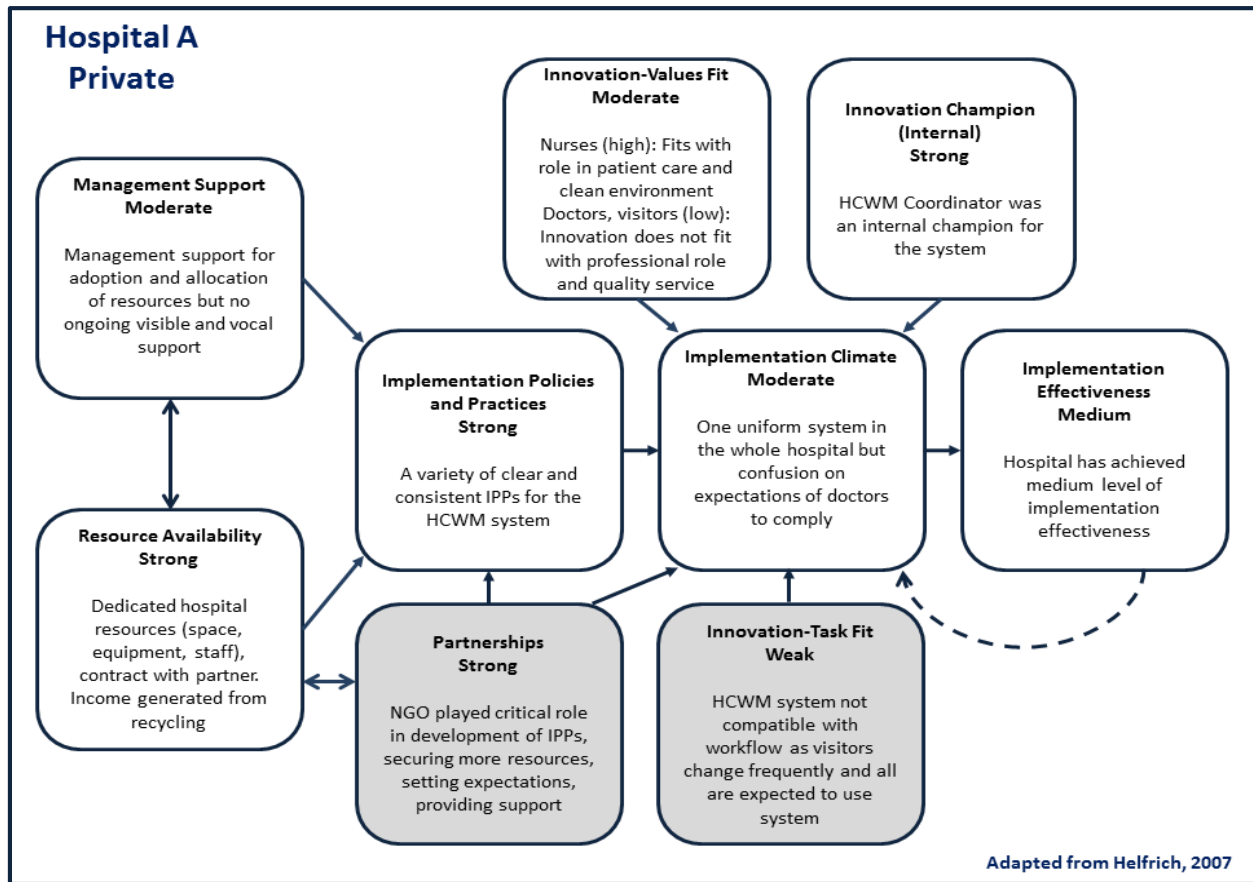 Hospital A
Private
Innovation-Values Fit
Moderate
Nurses (high): Fits with
role in patient care and
clean environment
Doctors, visitors (low):
Innovation does not fit
with professional role
and quality service
Innovation Champion
(Internal)
Strong
HCWM Coordinator was
an internal champion for
the system
Management Support
Moderate
Management support for
adoption and allocation
of resources but no
ongoing visible and vocal
support
Implementation Policies
and Practices
Strong
A variety of clear and
consistent IPPs for the
HCWM system
Implementation Climate
Moderate
One uniform system in
the whole hospital but
confusion on
expectations of doctors
to comply
Implementation
Effectiveness
Medium
Hospital has achieved
medium level of
implementation
effectiveness
Resource Availability
Strong
Dedicated hospital
resources (space,
equipment, staff),
contract with partner.
Income generated from
recycling
Partnerships
Strong
NGO played critical role
in development of IPPs,
securing more resources,
setting expectations,
providing support
Innovation-Task Fit
Weak
HCWM system not
compatible with
workflow as visitors
change frequently and all
are expected to use
system
Adapted from Helfrich, 2007